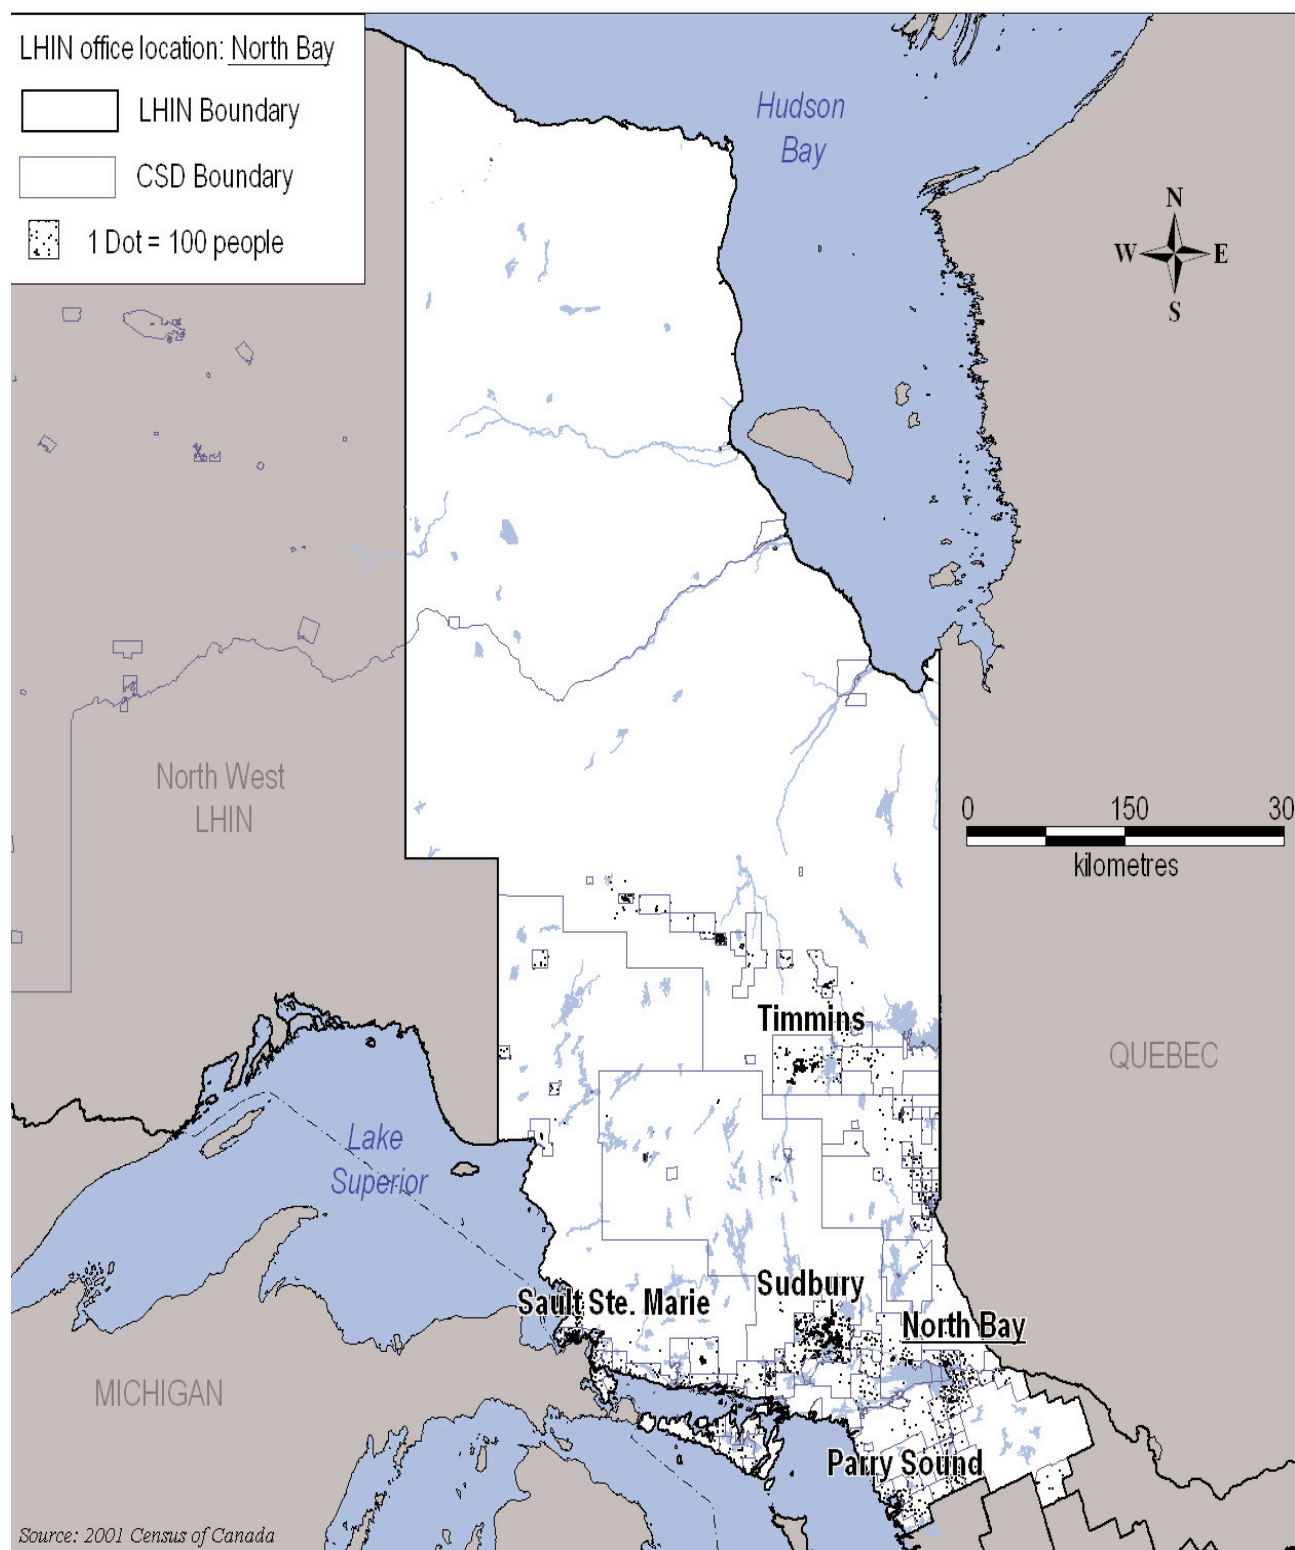 LHIN office location: North Bay
LHIN Boundary
CSD Boundary
1 Dot = 100 people
Hudson
Bay
N
W E
S
North West
LHIN
0 150 30
kilometres
Timmins
QUEBEC
Lake
Superior
Sudbury
Sault Ste. Marie
North Bay
MICHIGAN
Parry Sound
Source: 2001 Census of Canada